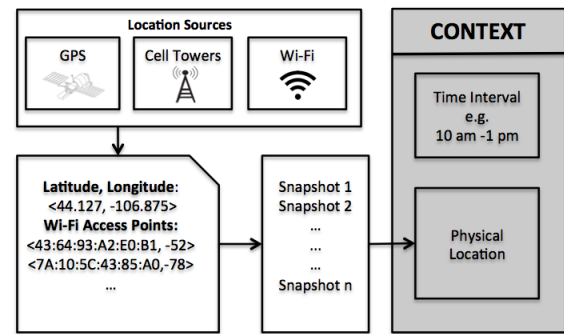 Location Sources
GPS
Cell Towers
Wi-Fi
Latitude, Longitude:
<44.127, -106.875>
Wi-Fi Access Points:
<43:64:93:A2:E0:B1, -52>
<7A:10:5C:43:85:A0,-78>
...
Snapshot 1
Snapshot 2
...
...
...
Snapshot n
CONTEXT
Time Interval
e.g.
10 am -1 pm
Physical
Location